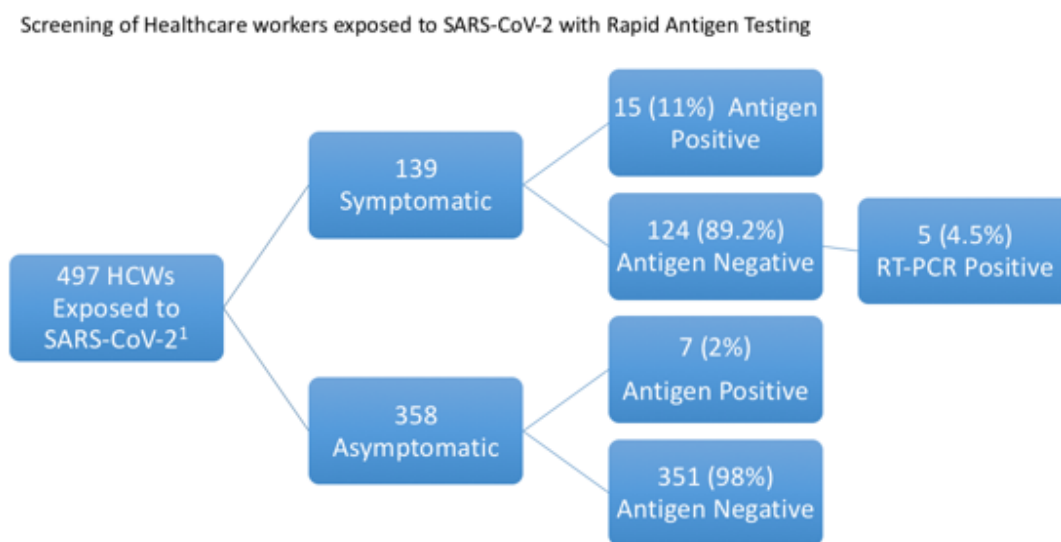 Screening of Healthcare workers exposed to SARS-CoV-2 with Rapid Antigen Testing
497 HCWs
Exposed to
SARS-CoV-2¹
139
Symptomatic
358
Asymptomatic
15 (11%) Antigen
Positive
124 (89.2%)
Antigen Negative
5 (4.5%)
RT-PCR Positive
7 (2%)
Antigen Positive
351 (98%)
Antigen Negative